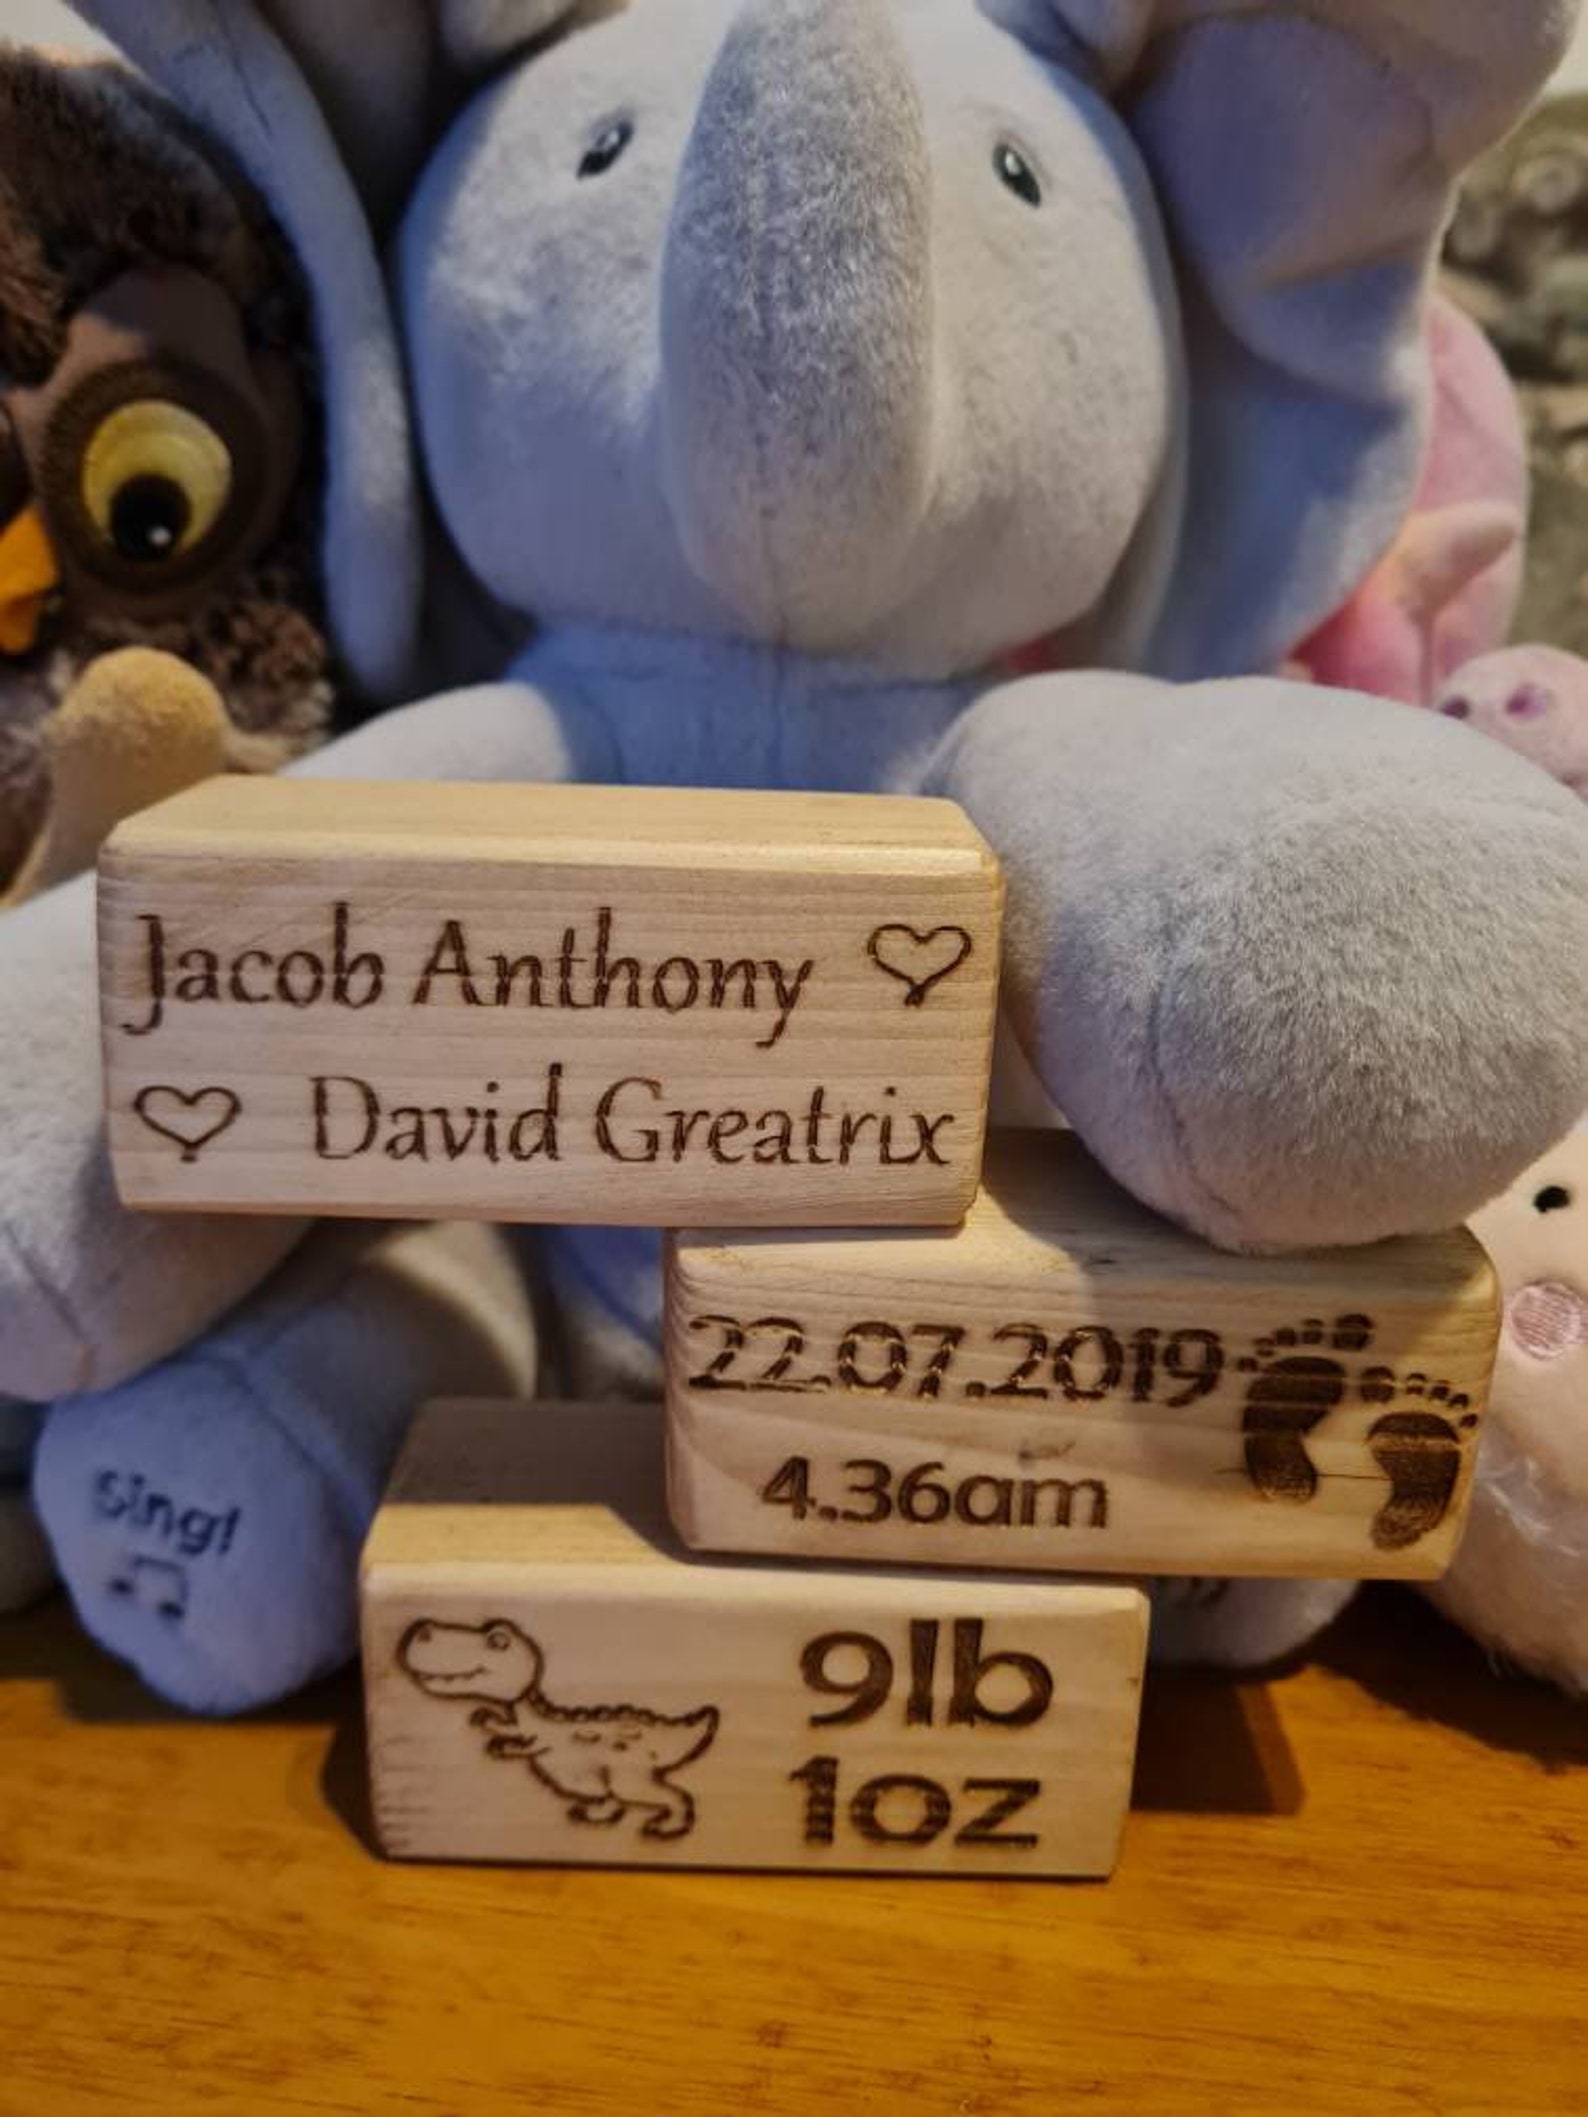 Jacob Anthony
David Greatrix
22.07.2019
4.36am
sing!
9lb
1oz